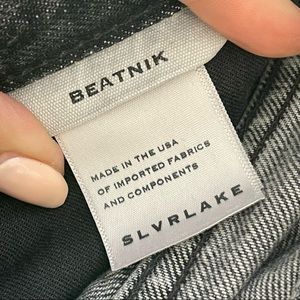 BEATNIK
MADE IN THE USA
OF IMPORTED FABRICS
AND COMPONENTS
SLVRLAKE